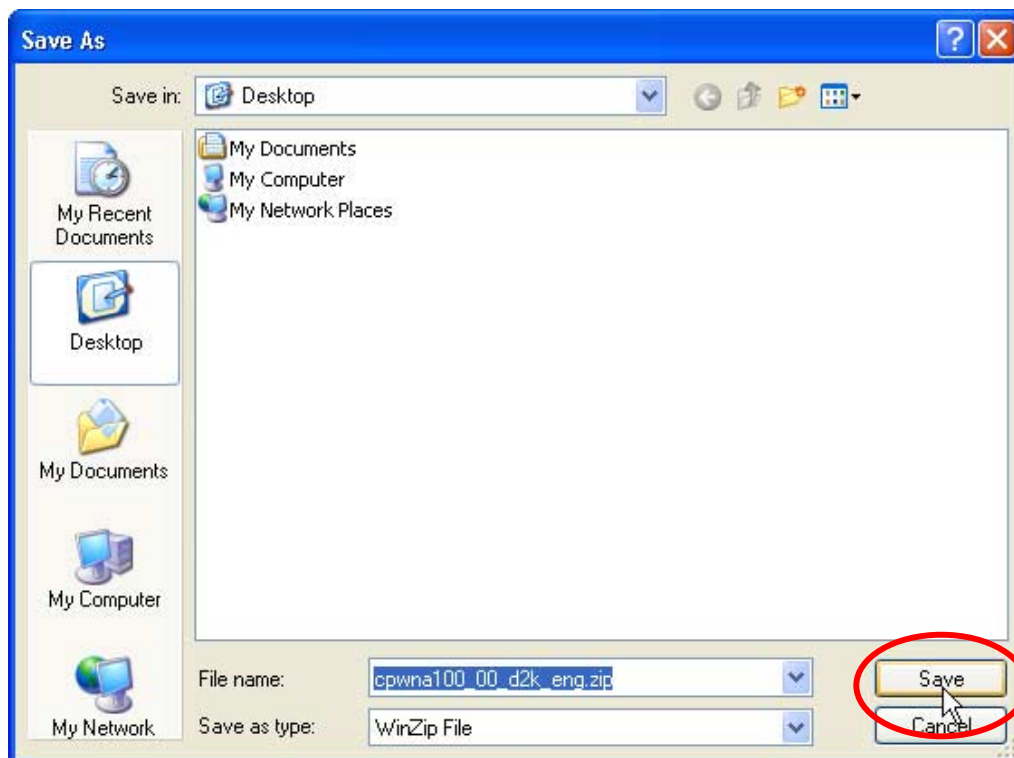 Save As
Save in:
Desktop
My Documents
My Computer
My Network Places
My Recent
Documents
Desktop
My Documents
My Computer
My Network
File name:
cpwna100_00_d2k_eng.zip
Save
Save as type:
WinZip File
Cancel